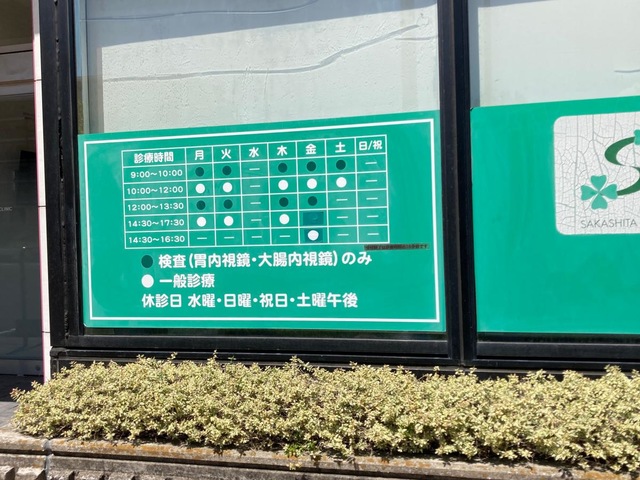 診療時間 月 火 水 木 金 土 日/祝
9:00〜10:00 ● ● — ● ● ● —
10:00〜12:00 ○ ○ — ○ ○ ○ —
12:00〜13:30 ● ● — ● ● — —
14:30〜17:30 ○ ○ — ○ — —
14:30〜16:30 — — — — ○ — —
● 検査(胃内視鏡・大腸内視鏡)のみ
○ 一般診療
休診日 水曜・日曜・祝日・土曜午後
SAKASHITA